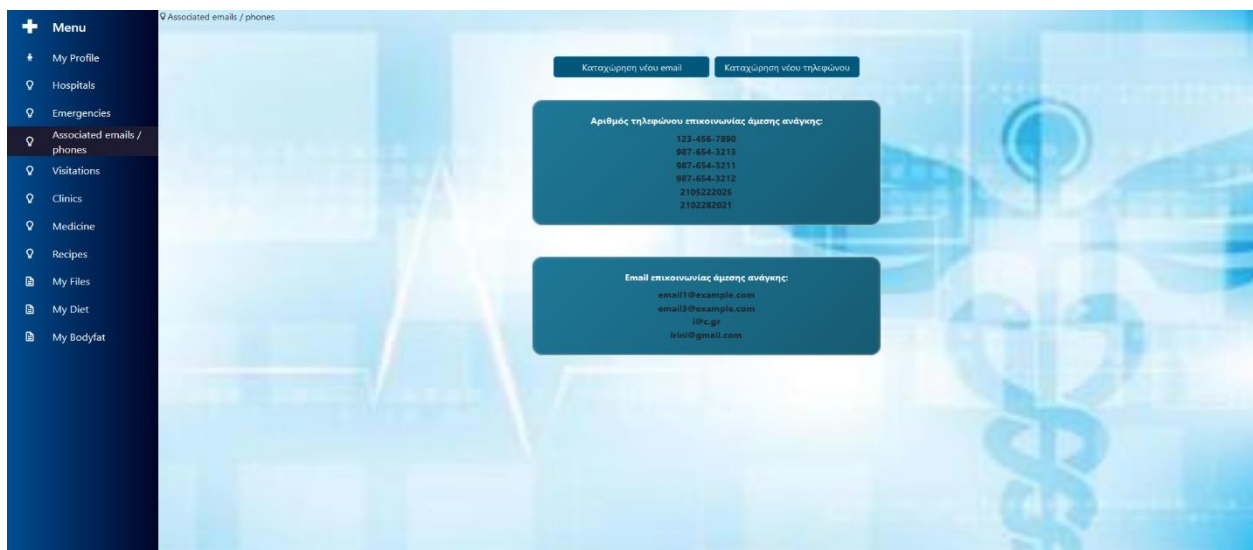 Menu
My Profile
Hospitals
Emergencies
Associated emails /
phones
Visitations
Clinics
Medicine
Recipes
My Files
My Diet
My Bodyfat
Associated emails / phones
Καταχώρηση νέου email
Καταχώρηση νέου τηλεφώνου
Αριθμός τηλεφώνου επικοινωνίας άμεσης ανάγκης:
123-456-7890
987-654-3213
987-654-3211
987-654-3212
2105222025
2102282021
Email επικοινωνίας άμεσης ανάγκης:
email1@example.com
email3@example.com
i@c.gr
irini@gmail.com